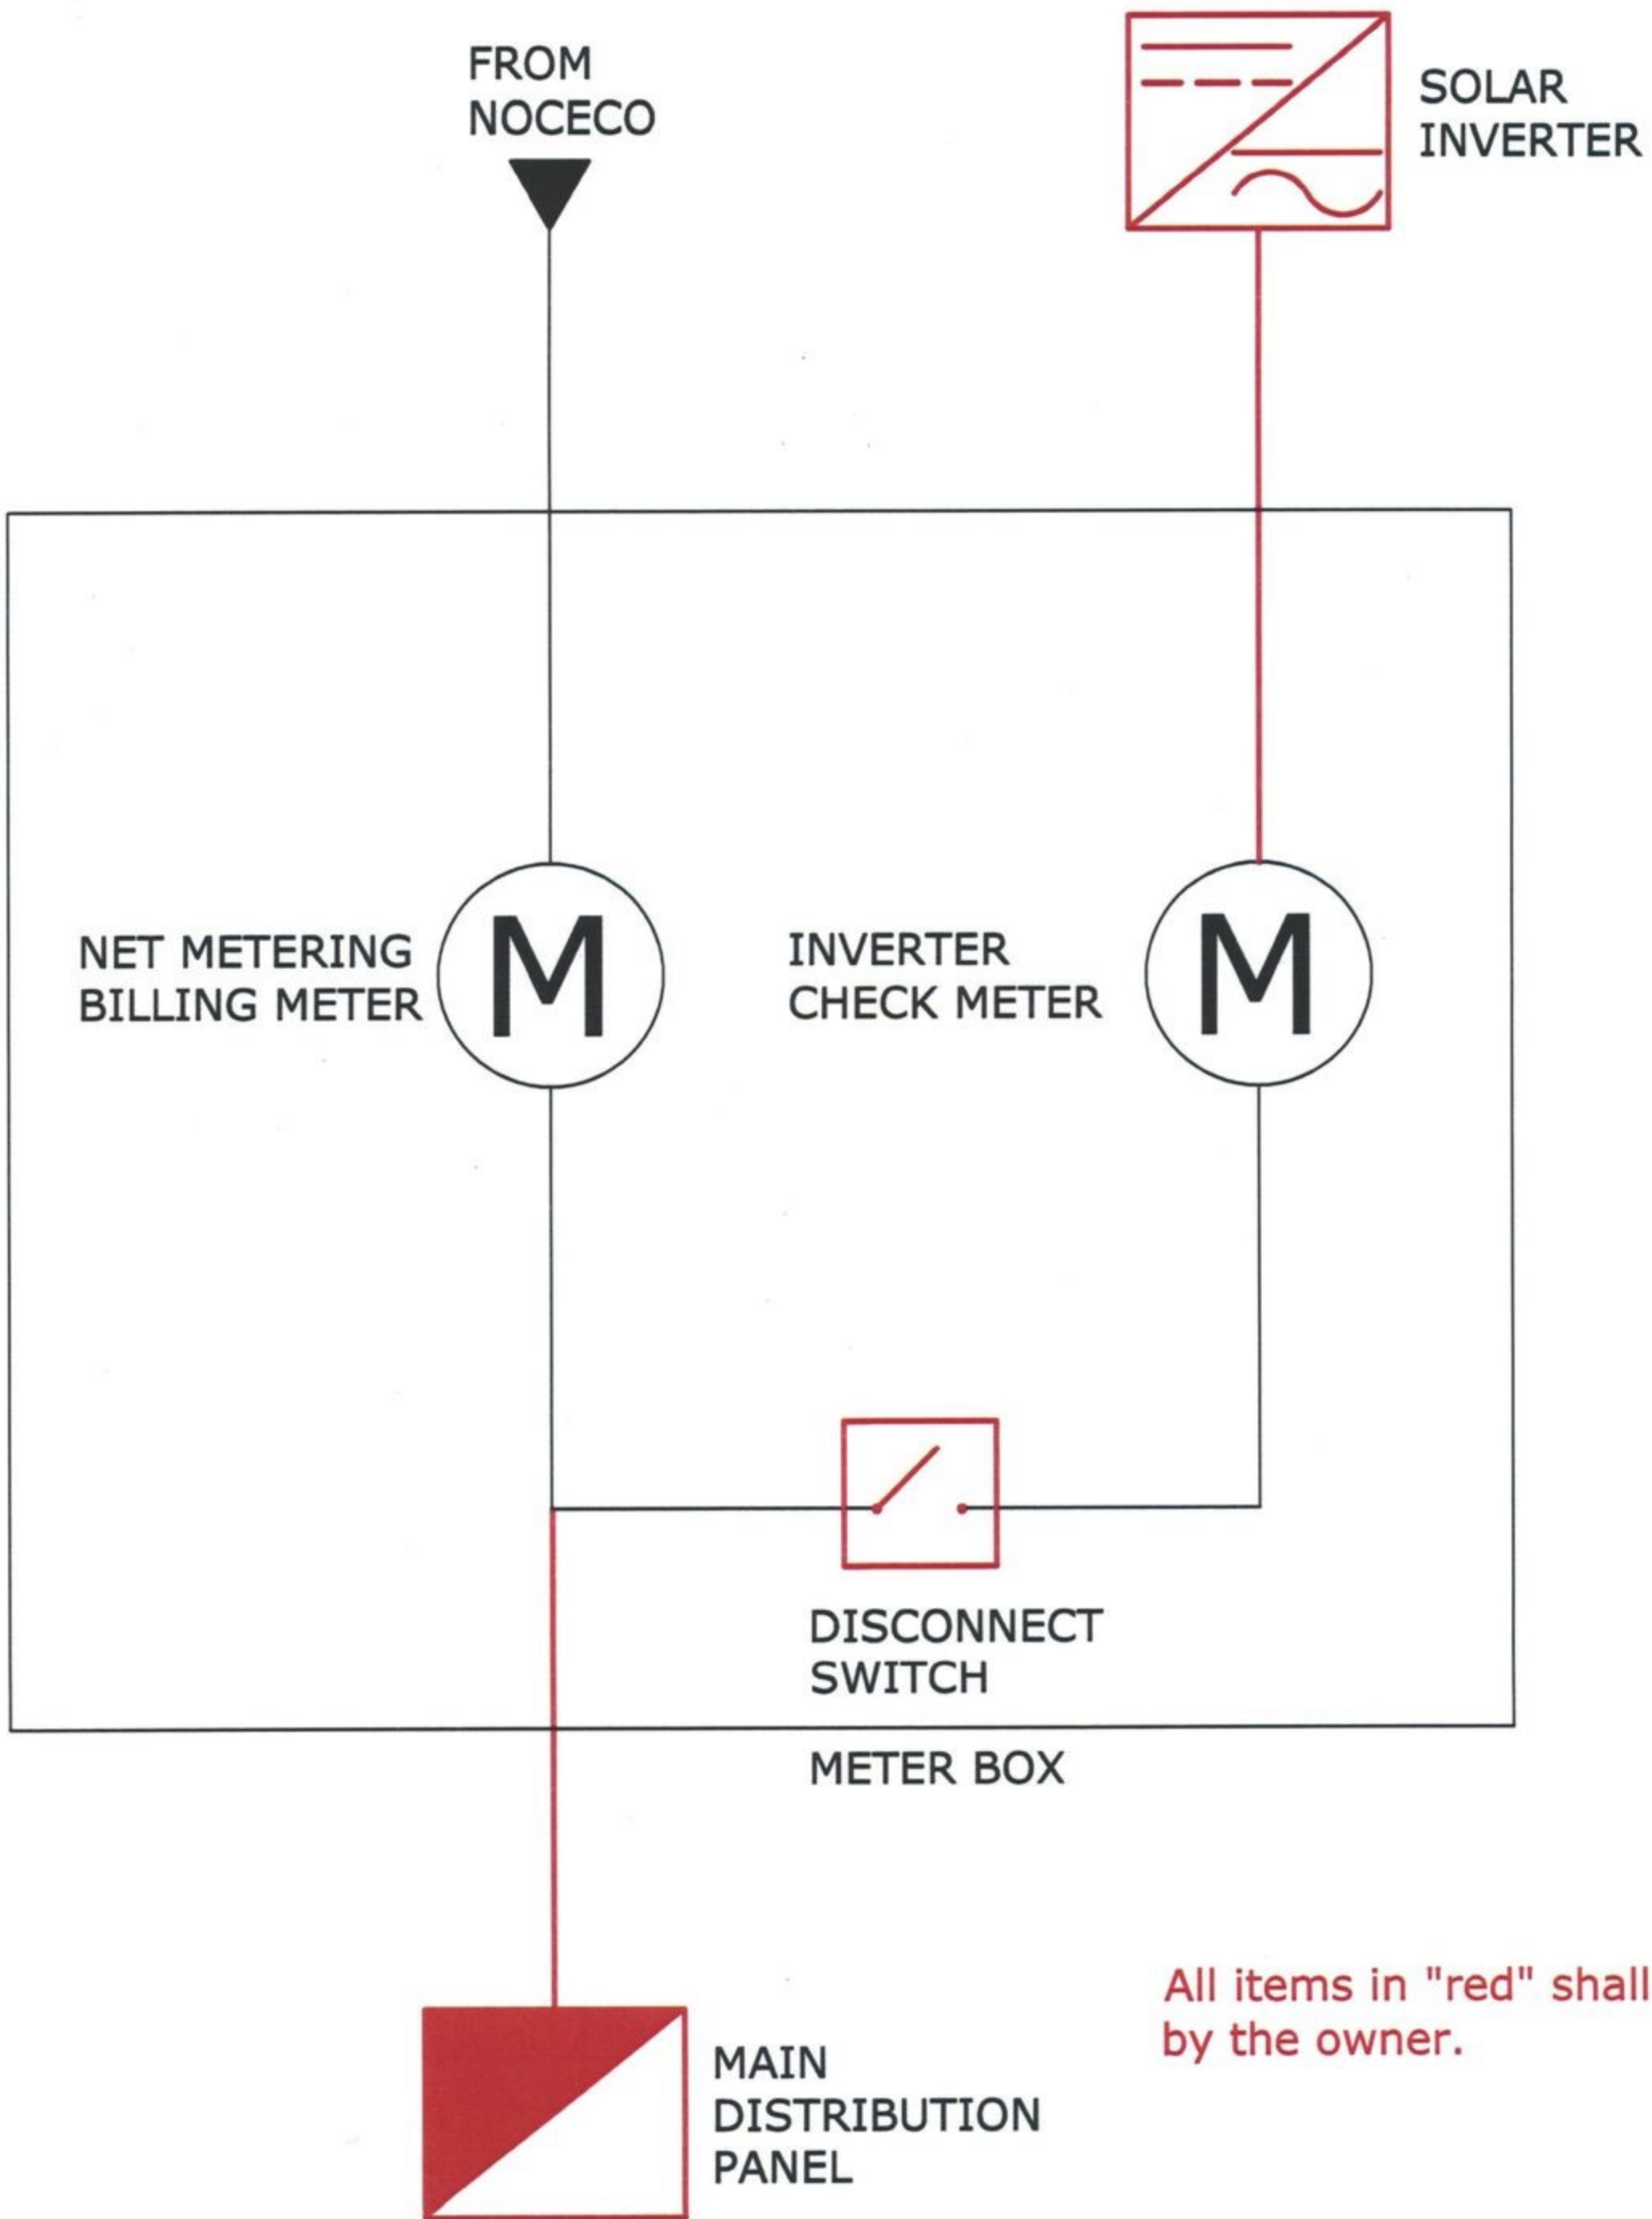 FROM
NOCECO
SOLAR
INVERTER
NET METERING
BILLING METER
M
INVERTER
CHECK METER
M
DISCONNECT
SWITCH
METER BOX
All items in "red" shall
by the owner.
MAIN
DISTRIBUTION
PANEL